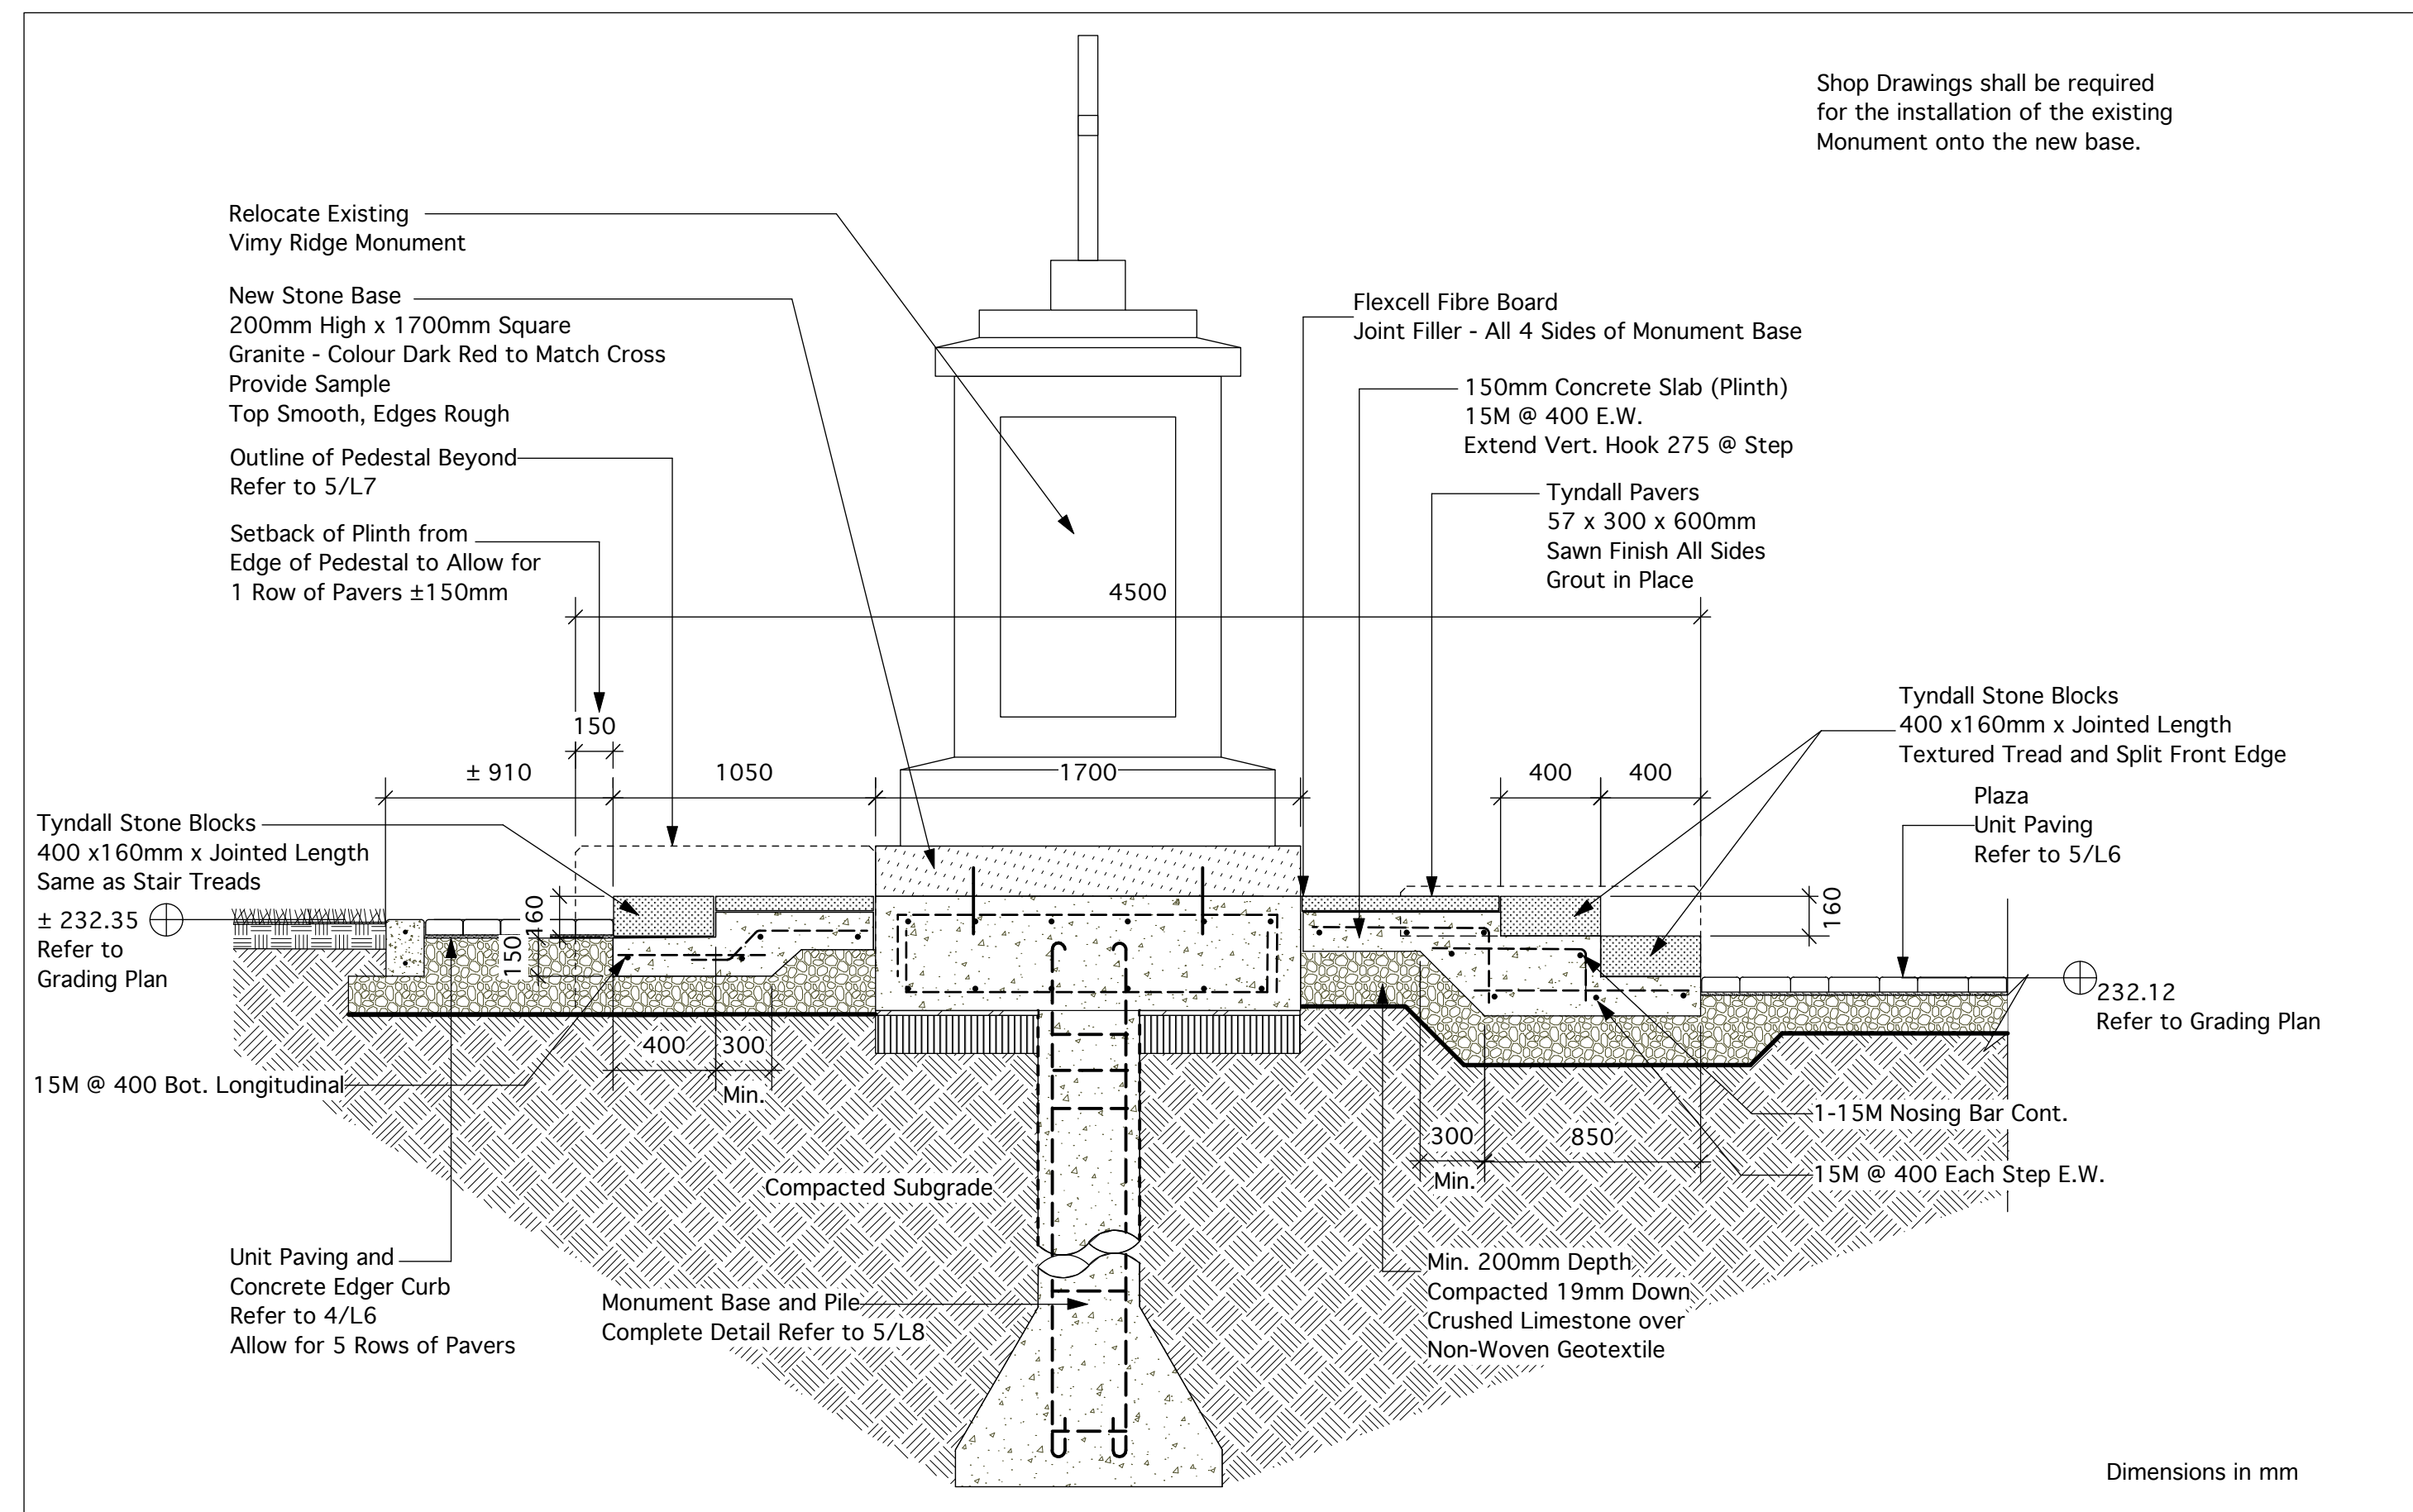 Shop Drawings shall be required
for the installation of the existing
Monument onto the new base.
Relocate Existing
Vimy Ridge Monument
New Stone Base
200mm High x 1700mm Square
Granite - Colour Dark Red to Match Cross
Provide Sample
Top Smooth, Edges Rough
Outline of Pedestal Beyond
Refer to 5/L7
Setback of Plinth from
Edge of Pedestal to Allow for
1 Row of Pavers ±150mm
Flexcell Fibre Board
Joint Filler - All 4 Sides of Monument Base
150mm Concrete Slab (Plinth)
15M @ 400 E.W.
Extend Vert. Hook 275 @ Step
Tyndall Pavers
57 x 300 x 600mm
Sawn Finish All Sides
Grout in Place
4500
150
± 910
1050
1700
400
400
Tyndall Stone Blocks
400 x160mm x Jointed Length
Textured Tread and Split Front Edge
Plaza
Unit Paving
Refer to 5/L6
Tyndall Stone Blocks
400 x160mm x Jointed Length
Same as Stair Treads
± 232.35
Refer to
Grading Plan
160
150
160
232.12
Refer to Grading Plan
400
300
Min.
15M @ 400 Bot. Longitudinal
1-15M Nosing Bar Cont.
300
Min.
850
15M @ 400 Each Step E.W.
Compacted Subgrade
Unit Paving and
Concrete Edger Curb
Refer to 4/L6
Allow for 5 Rows of Pavers
Monument Base and Pile
Complete Detail Refer to 5/L8
Min. 200mm Depth
Compacted 19mm Down
Crushed Limestone over
Non-Woven Geotextile
Dimensions in mm